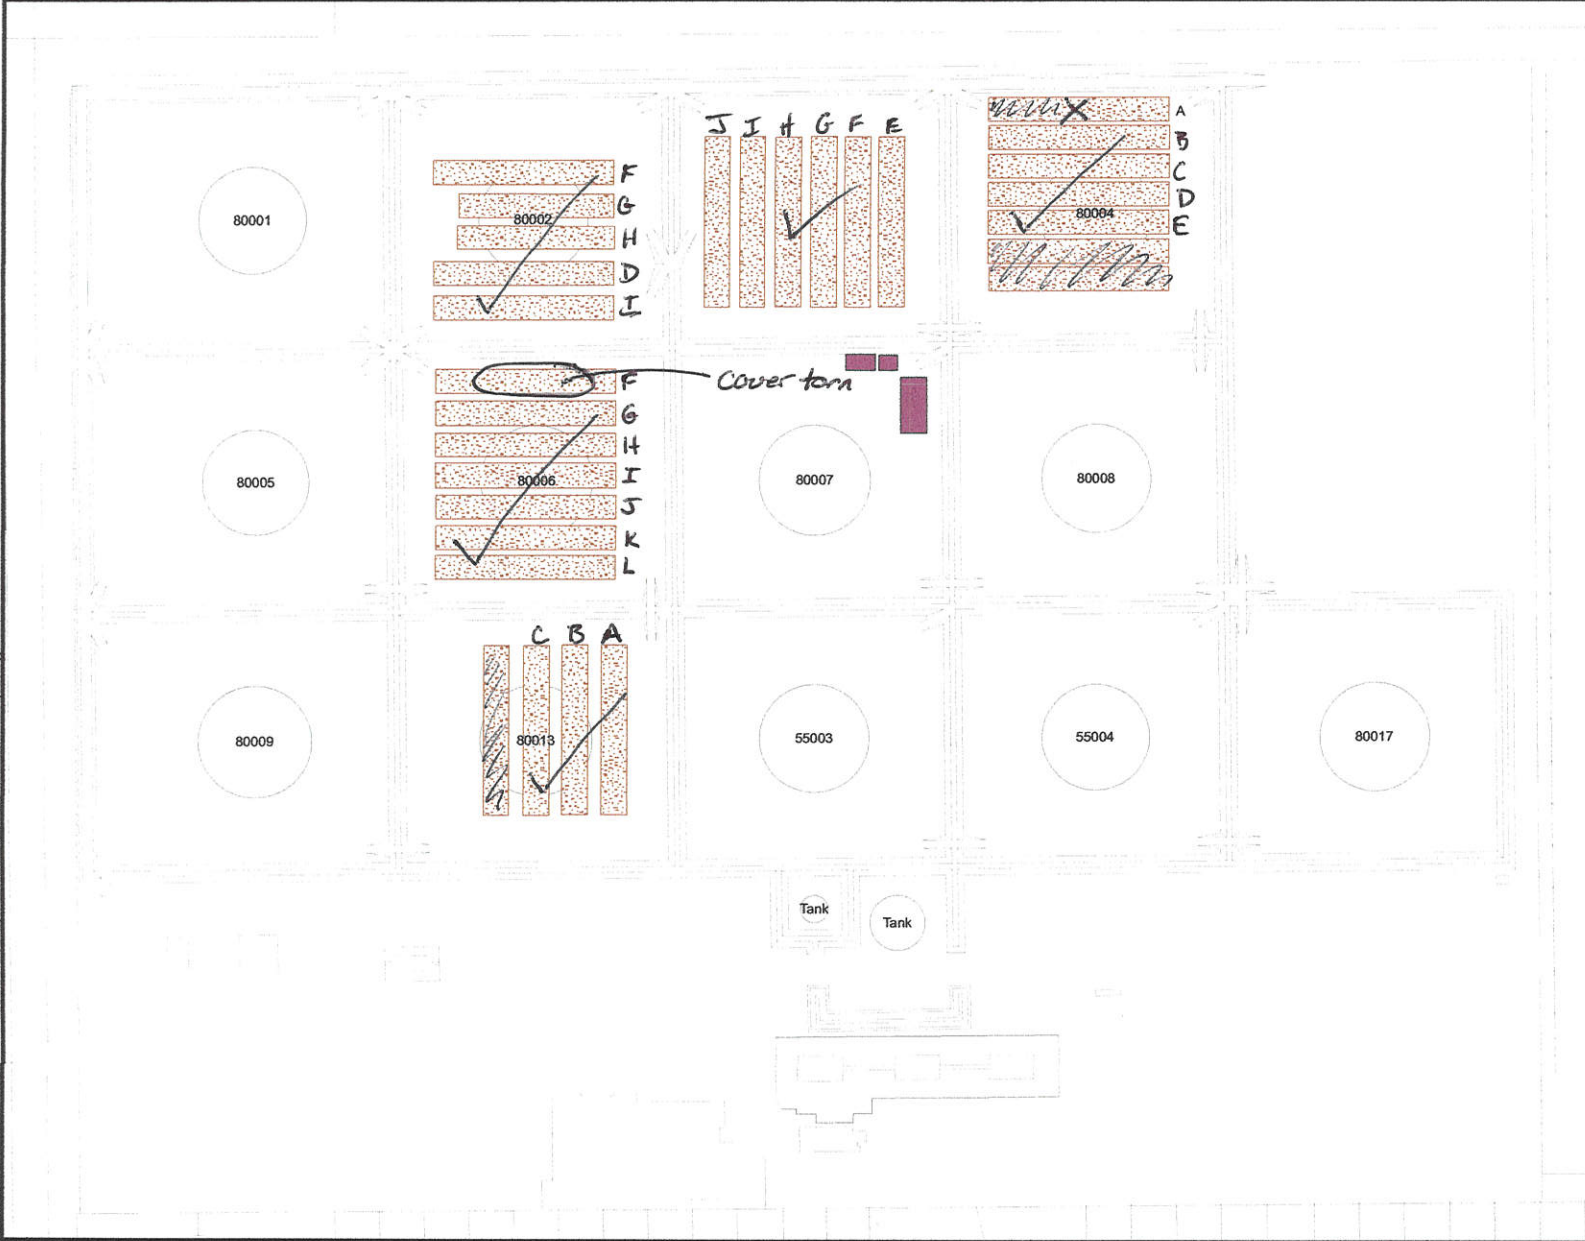 J I H G F E
A
B
C
D
E
F
G
H
D
I
80001
80002
80004
F
Cover torn
G
H
I
J
K
L
80005
80006
80007
80008
C B A
80009
80013
55003
55004
80017
Tank
Tank